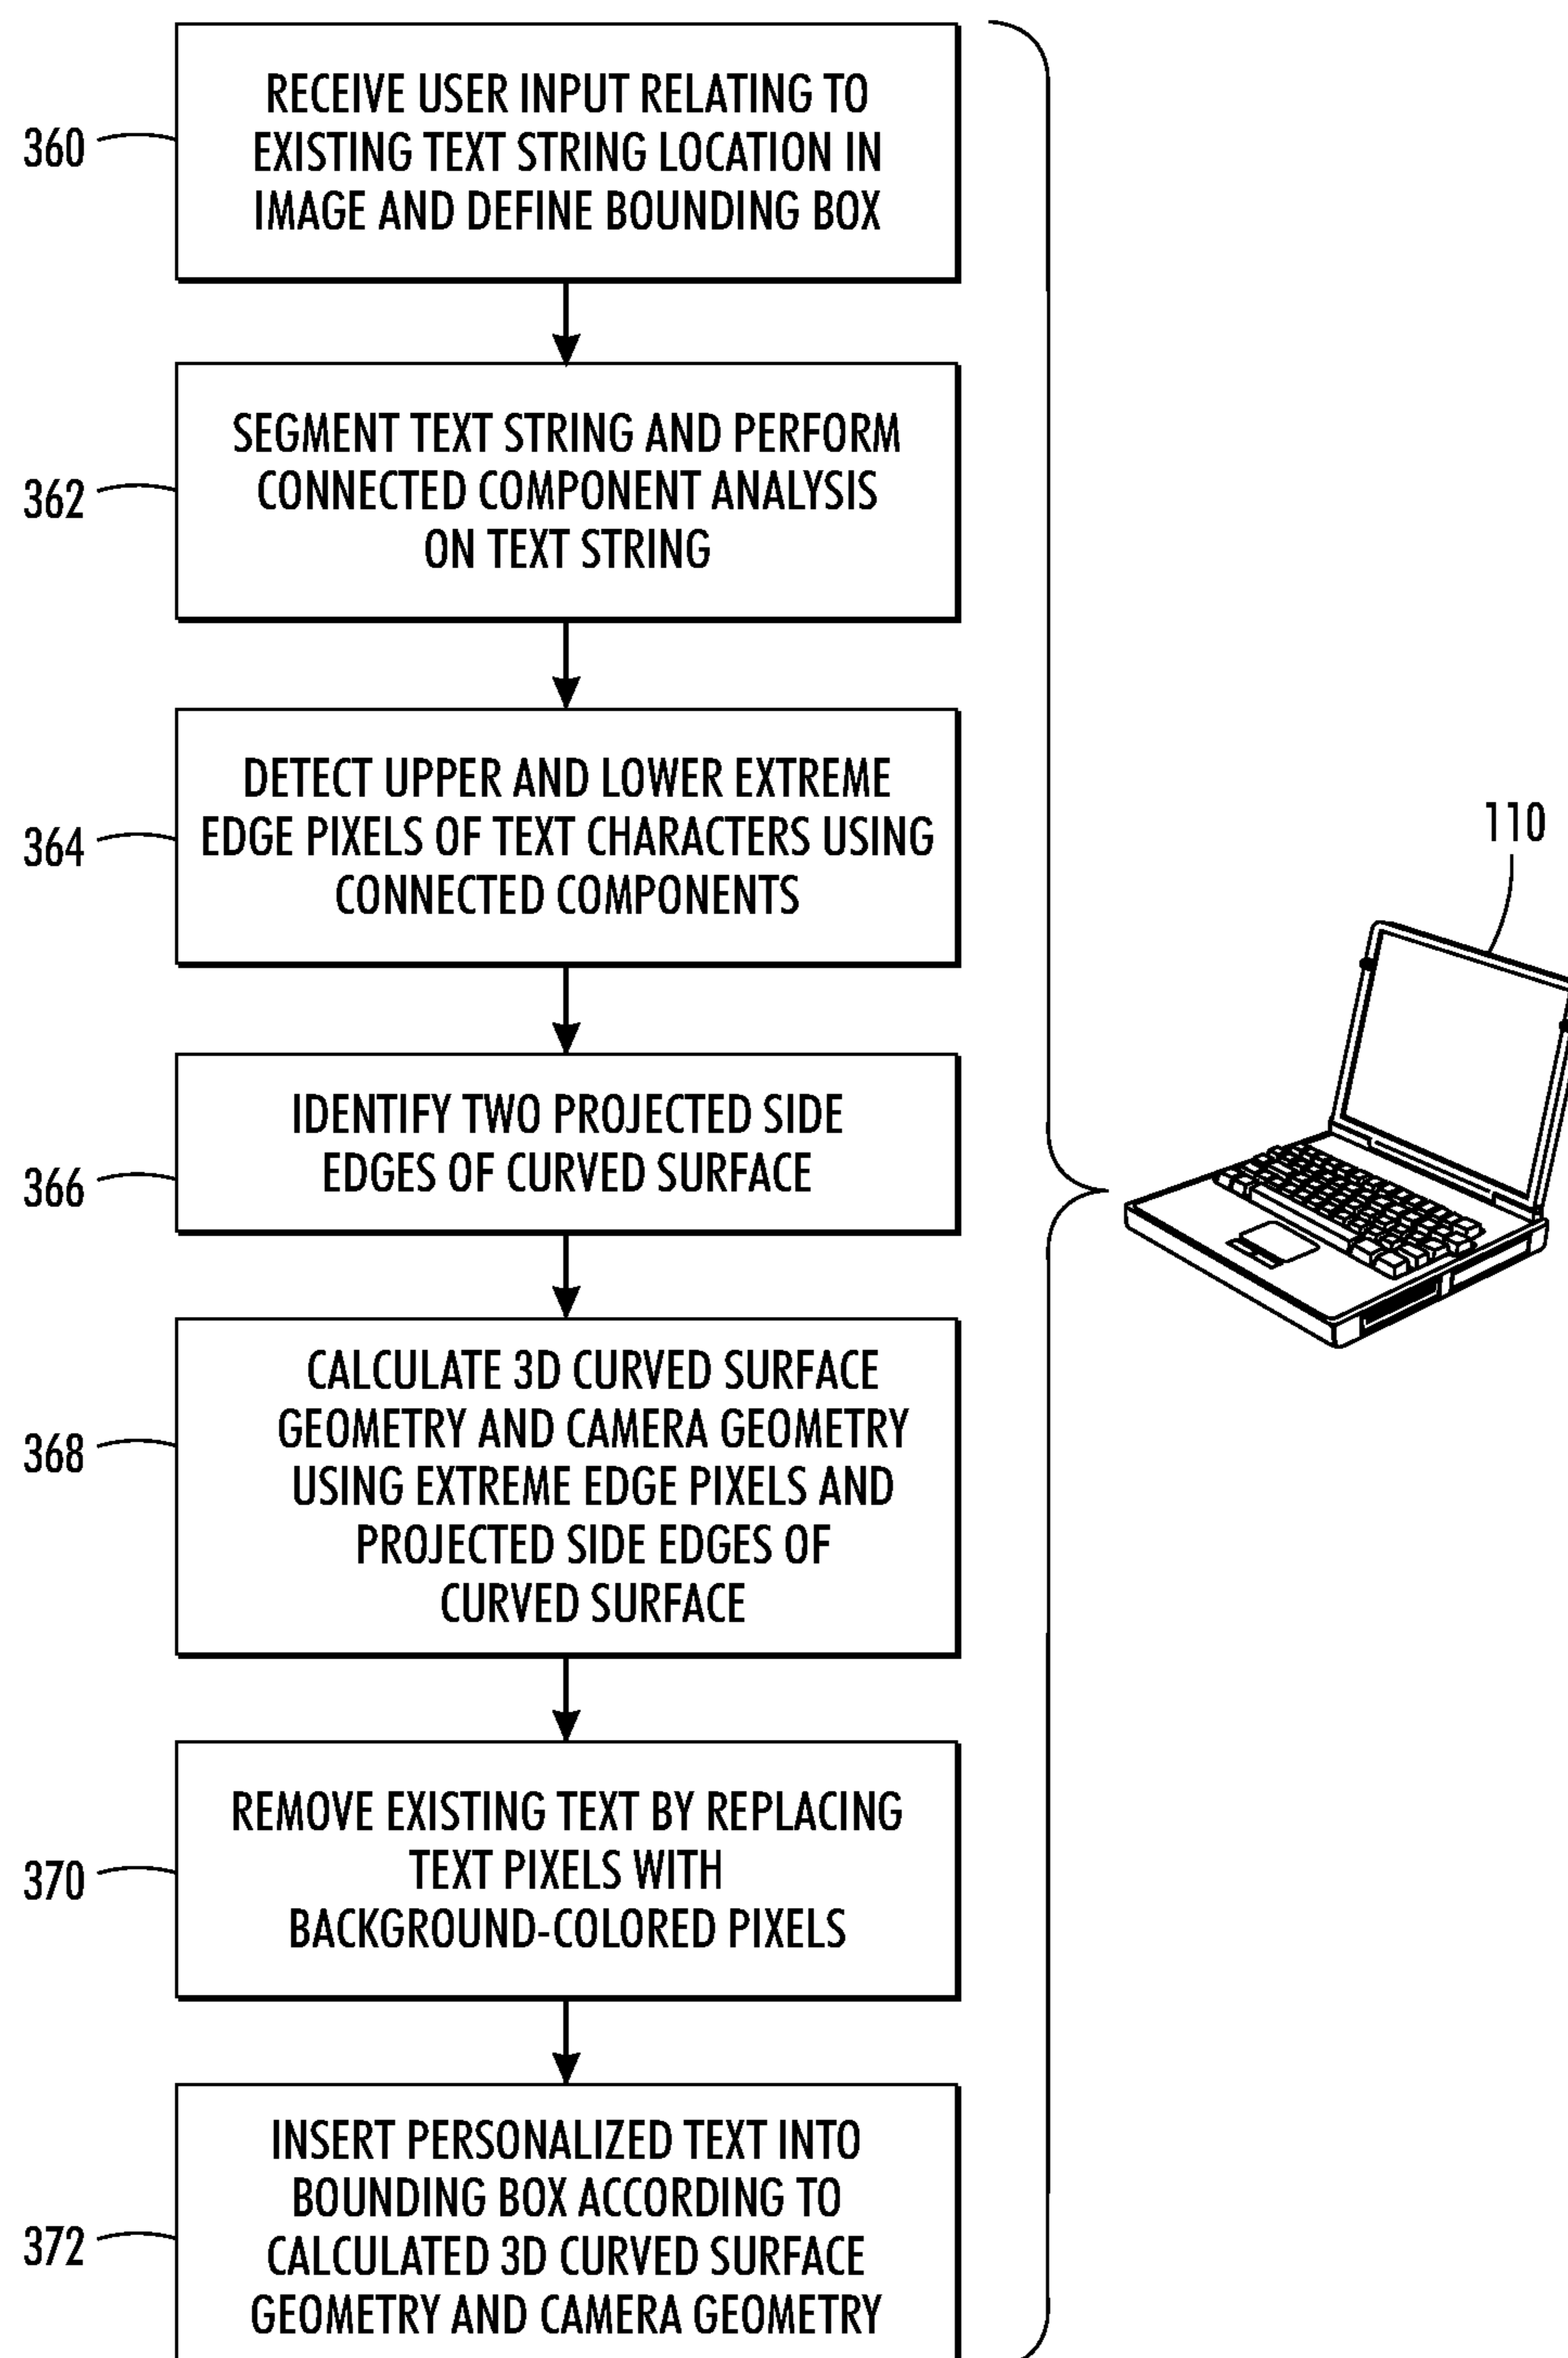 360
RECEIVE USER INPUT RELATING TO
EXISTING TEXT STRING LOCATION IN
IMAGE AND DEFINE BOUNDING BOX
362
SEGMENT TEXT STRING AND PERFORM
CONNECTED COMPONENT ANALYSIS
ON TEXT STRING
364
DETECT UPPER AND LOWER EXTREME
EDGE PIXELS OF TEXT CHARACTERS USING
CONNECTED COMPONENTS
110
366
IDENTIFY TWO PROJECTED SIDE
EDGES OF CURVED SURFACE
368
CALCULATE 3D CURVED SURFACE
GEOMETRY AND CAMERA GEOMETRY
USING EXTREME EDGE PIXELS AND
PROJECTED SIDE EDGES OF
CURVED SURFACE
370
REMOVE EXISTING TEXT BY REPLACING
TEXT PIXELS WITH
BACKGROUND-COLORED PIXELS
372
INSERT PERSONALIZED TEXT INTO
BOUNDING BOX ACCORDING TO
CALCULATED 3D CURVED SURFACE
GEOMETRY AND CAMERA GEOMETRY